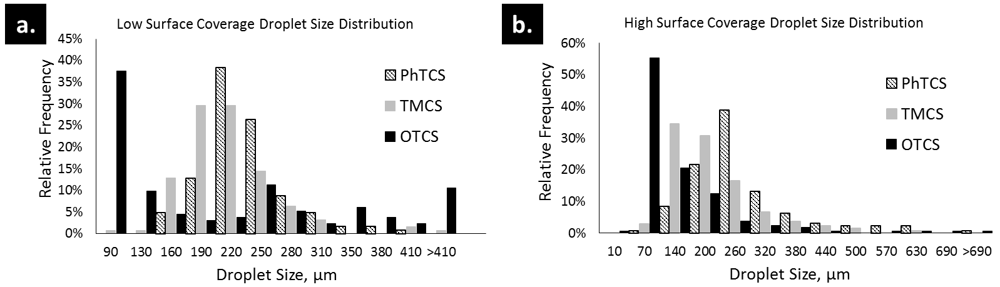 a.
Low Surface Coverage Droplet Size Distribution
45%
40%
35%
30%
25%
20%
15%
10%
5%
0%
Relative Frequency
PhTCS
TMCS
OTCS
90 130 160 190 220 250 280 310 350 380 410 >410
Droplet Size, μm
b.
High Surface Coverage Droplet Size Distribution
60%
50%
40%
30%
20%
10%
0%
Relative Frequency
PhTCS
TMCS
OTCS
10 70 140 200 260 320 380 440 500 570 630 690 >690
Droplet Size, μm